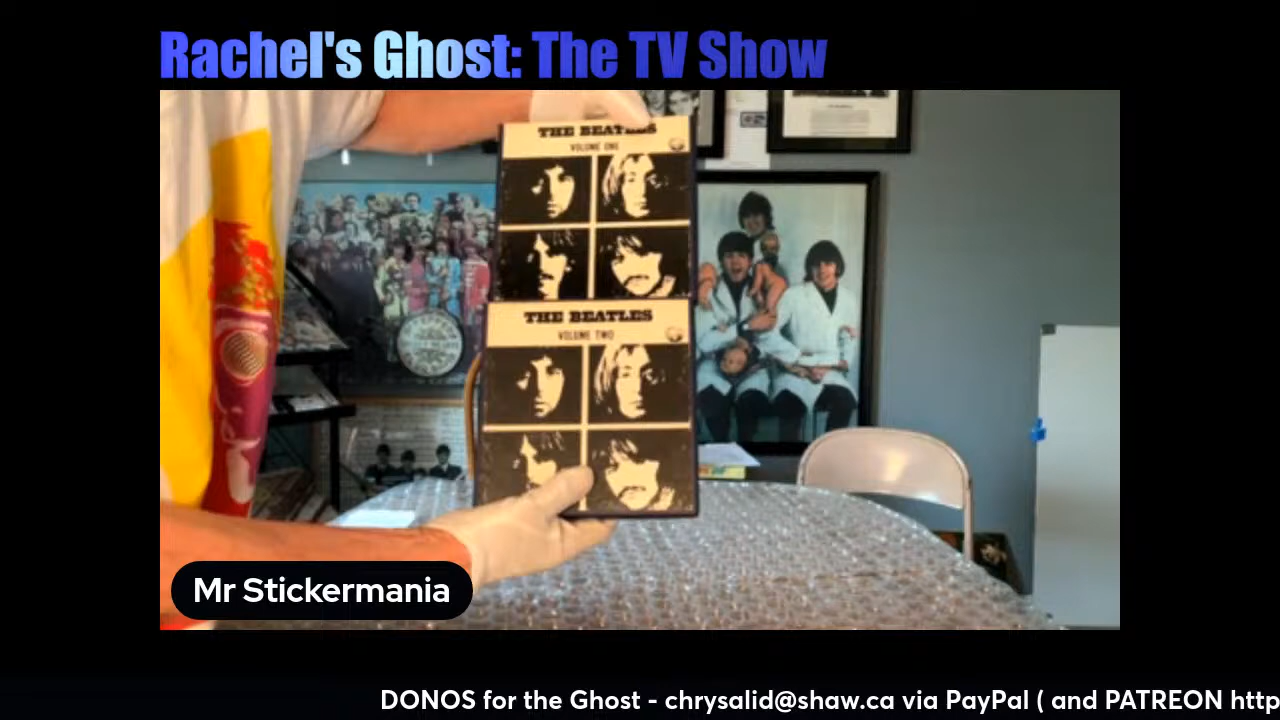 Rachel's Ghost: The TV Show
THE BEATLES
VOLUME ONE
THE BEATLES
VOLUME TWO
Mr Stickermania
DONOS for the Ghost - chrysalid@shaw.ca via PayPal ( and PATREON http